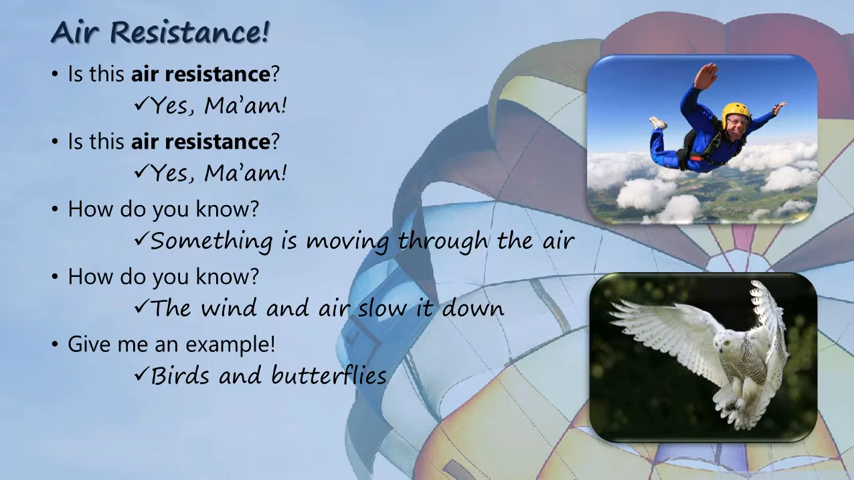 Air Resistance!
• Is this air resistance?
✓Yes, Ma'am!
• Is this air resistance?
✓Yes, Ma'am!
• How do you know?
✓Something is moving through the air
• How do you know?
✓The wind and air slow it down
• Give me an example!
✓Birds and butterflies